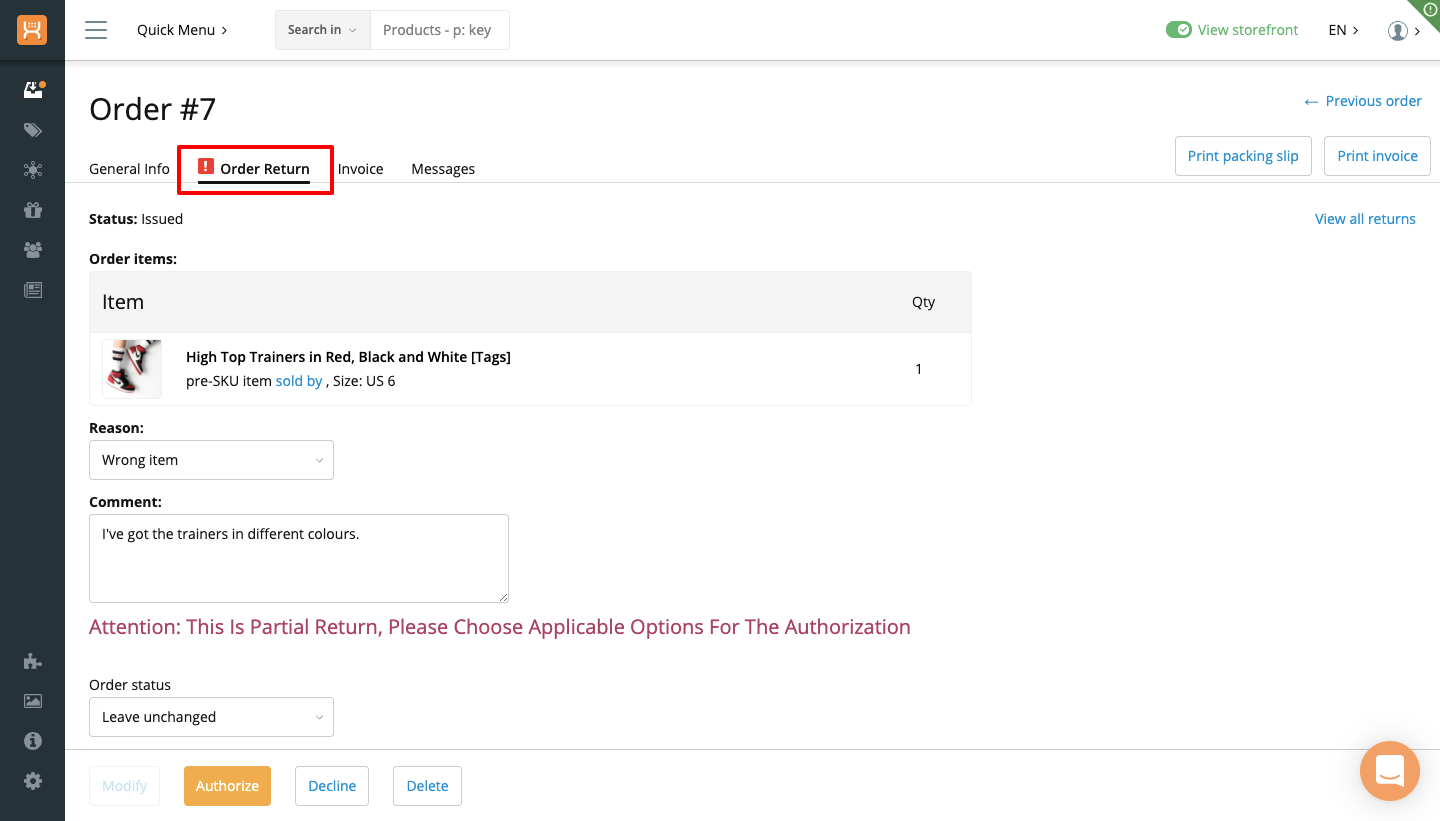 Quick Menu
Search in
Products - p: key
View storefront
EN
Order #7
← Previous order
General Info
! Order Return
Invoice
Messages
Print packing slip
Print invoice
Status: Issued
View all returns
Order items:
Item
Qty
High Top Trainers in Red, Black and White [Tags]
pre-SKU item sold by , Size: US 6
1
Reason:
Wrong item
Comment:
I've got the trainers in different colours.
Attention: This Is Partial Return, Please Choose Applicable Options For The Authorization
Order status
Leave unchanged
Modify
Authorize
Decline
Delete